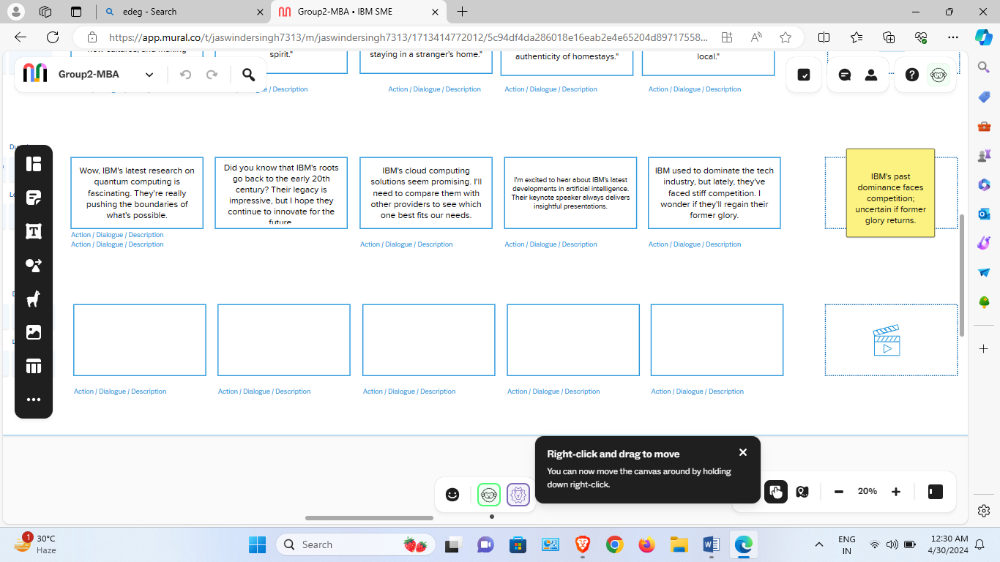 edeg - Search
Group2-MBA • IBM SME
https://app.mural.co/t/jaswindersingh7313/m/jaswindersingh7313/1713414772012/5c94df4da286018e16eab2e4e65204d89717558...
spirit."
staying in a stranger's home."
authenticity of homestays."
local."
Group2-MBA
Description
Action / Dialogue / Description
Action / Dialogue / Description
Action / Dialogue / Description
Wow, IBM's latest research on
quantum computing is
fascinating. They're really
pushing the boundaries of
what's possible.
Action / Dialogue / Description
Action / Dialogue / Description
Did you know that IBM's roots
go back to the early 20th
century? Their legacy is
impressive, but I hope they
continue to innovate for the
future
IBM's cloud computing
solutions seem promising. I'll
need to compare them with
other providers to see which
one best fits our needs.
Action / Dialogue / Description
I'm excited to hear about IBM's latest
developments in artificial intelligence.
Their keynote speaker always delivers
insightful presentations.
Action / Dialogue / Description
IBM used to dominate the tech
industry, but lately, they've
faced stiff competition. I
wonder if they'll regain their
former glory.
Action / Dialogue / Description
IBM's past
dominance faces
competition;
uncertain if former
glory returns.
Action / Dialogue / Description
Action / Dialogue / Description
Action / Dialogue / Description
Action / Dialogue / Description
Action / Dialogue / Description
Right-click and drag to move
You can now move the canvas around by holding
down right-click.
20%
1
30°C
Haze
Search
ENG
IN
12:30 AM
4/30/2024